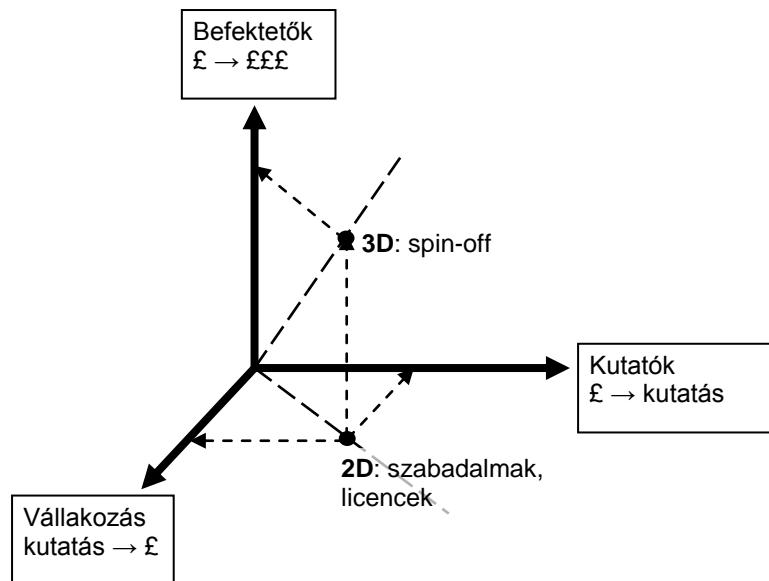 Befektetők
£ → £££
3D: spin-off
Kutatók
£ → kutatás
2D: szabadalmak,
licencek
Vállakozás
kutatás → £